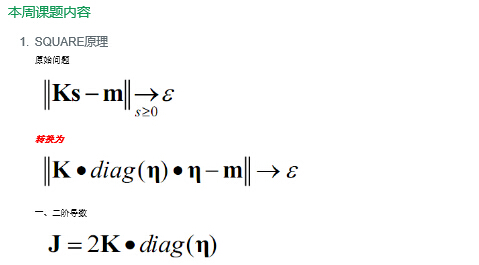 本周课题内容
1. SQUARE原理
原始问题
‖Ks − m‖ → ε
s≥0
转换为
‖K • diag(η) • η − m‖ → ε
一、二阶导数
J = 2K • diag(η)